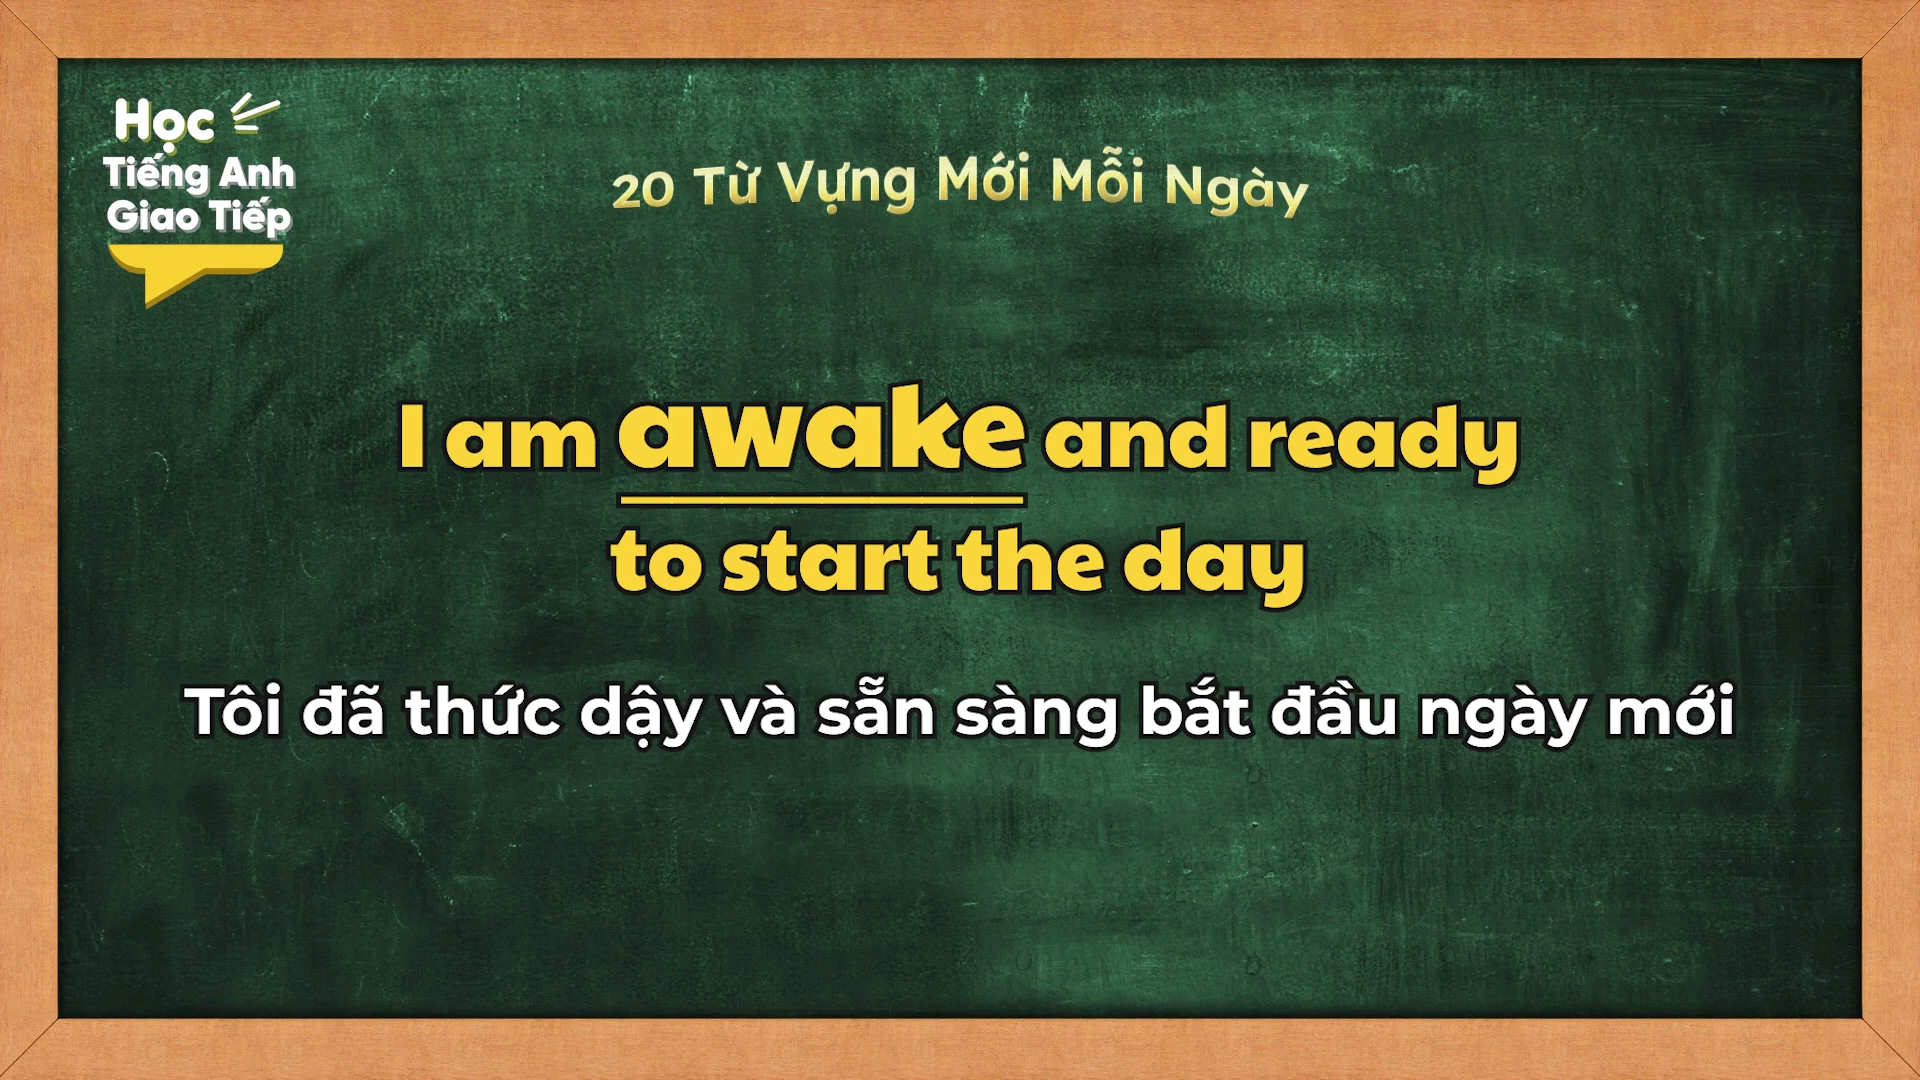 Học
Tiếng Anh
Giao Tiếp
20 Từ Vựng Mới Mỗi Ngày
I am awake and ready
to start the day
Tôi đã thức dậy và sẵn sàng bắt đầu ngày mới